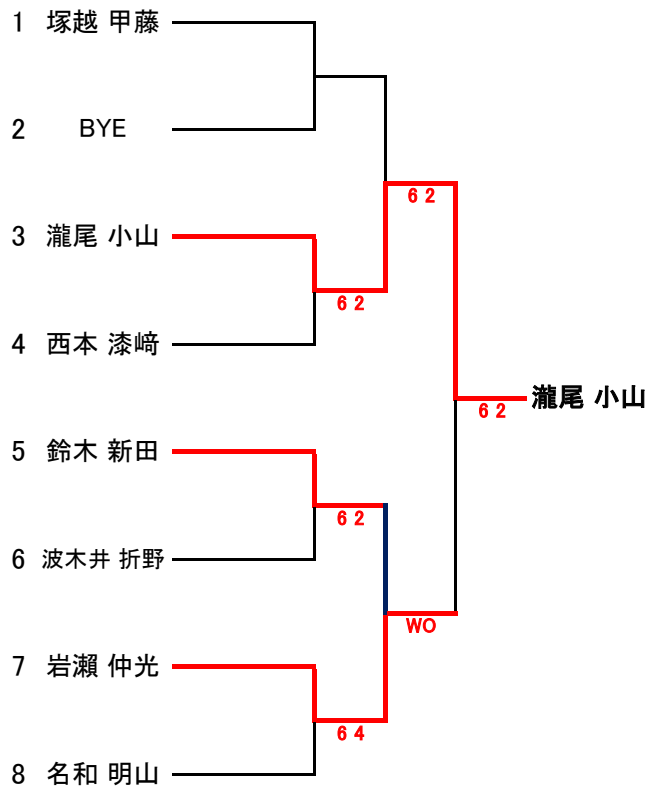 1 塚越 甲藤
2 BYE
6 2
3 瀧尾 小山
6 2
4 西本 漆﨑
瀧尾 小山
6 2
5 鈴木 新田
6 2
6 波木井 折野
WO
7 岩瀬 仲光
6 4
8 名和 明山